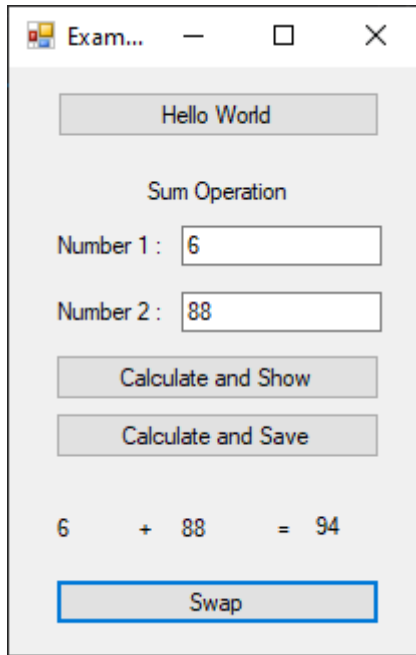 Exam...
Hello World
Sum Operation
Number 1 : 6
Number 2 : 88
Calculate and Show
Calculate and Save
6 + 88 = 94
Swap